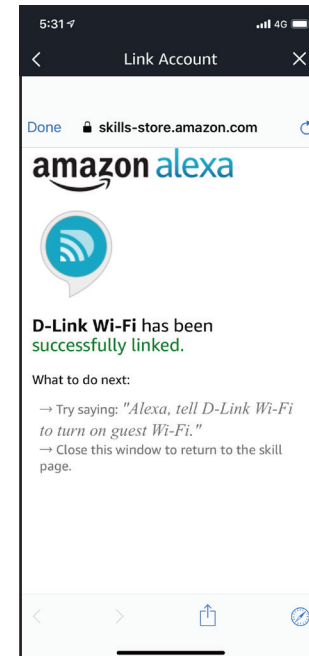 5:31 4G
Link Account
Done skills-store.amazon.com
amazon alexa
D-Link Wi-Fi has been
successfully linked.
What to do next:
→ Try saying: "Alexa, tell D-Link Wi-Fi
to turn on guest Wi-Fi."
→ Close this window to return to the skill
page.